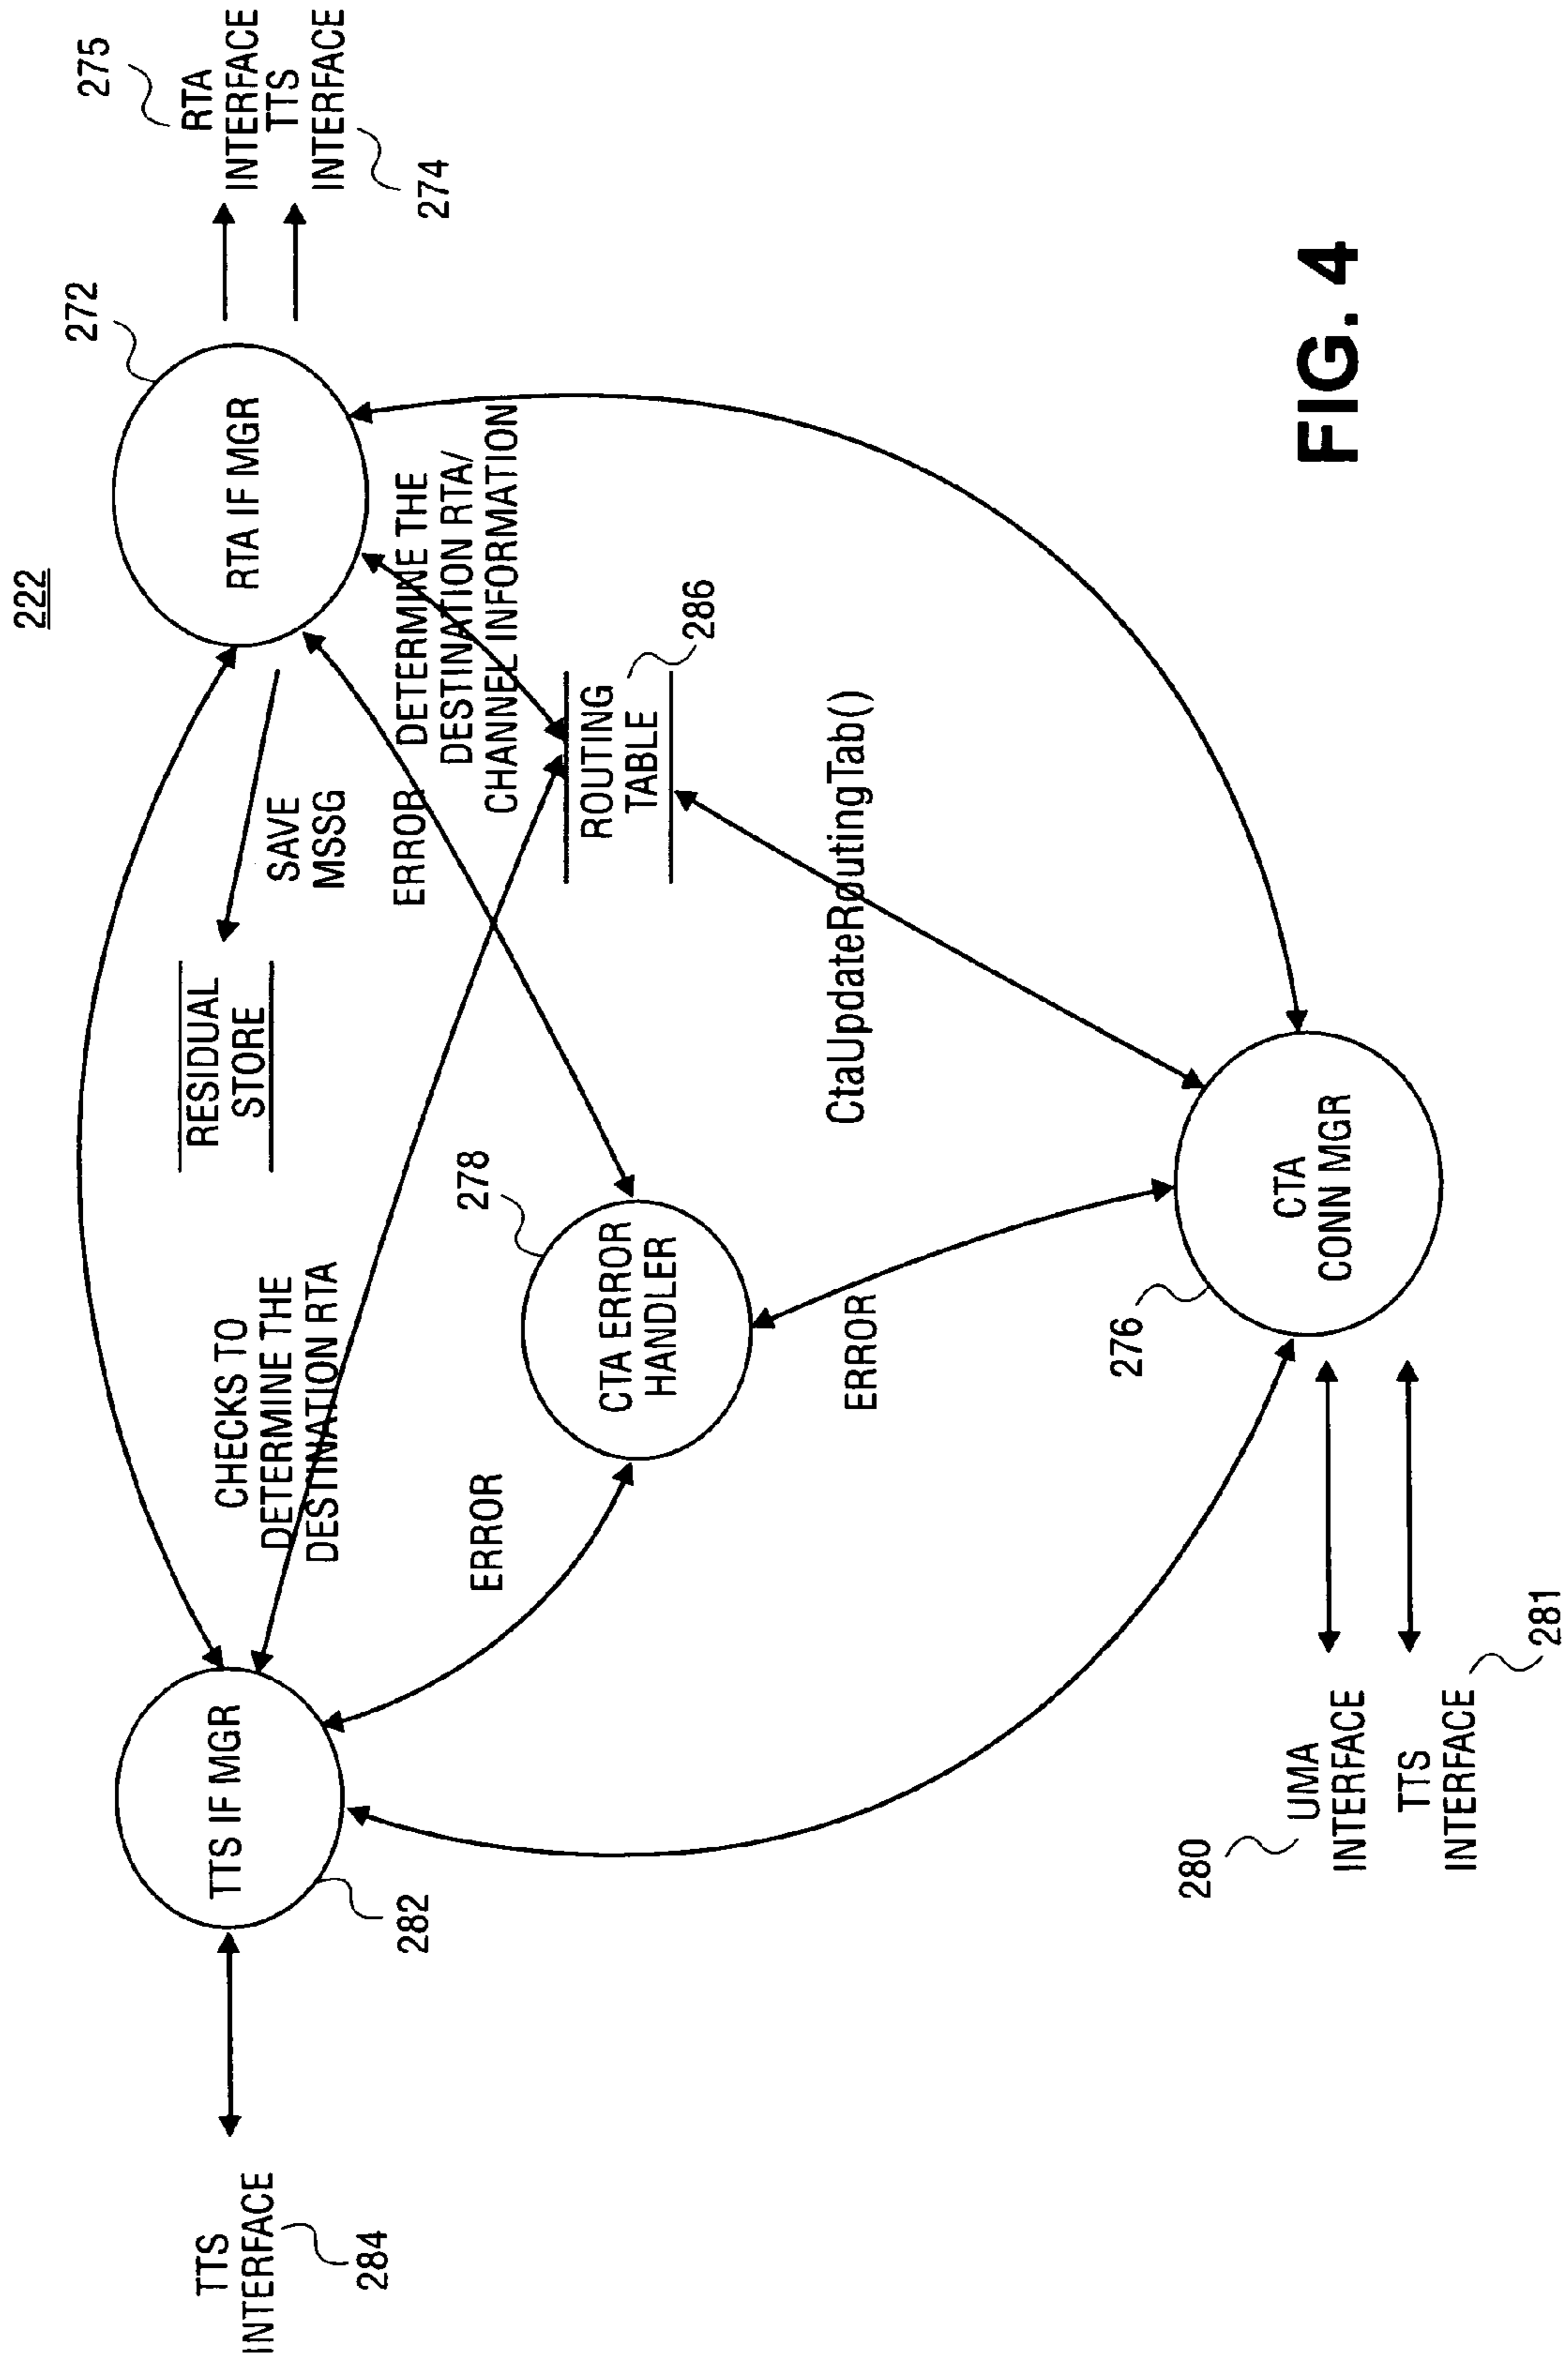 222
272
275
RTA
INTERFACE
TTS
INTERFACE
274
RTA IF MGR
SAVE
MSSG
RESIDUAL
STORE
ERROR
DETERMINE THE
DESTINATION RTA/
CHANNEL INFORMATION
ROUTING
TABLE
286
CHECKS TO
DETERMINE THE
DESTINATION RTA
TTS IF MGR
282
TTS
INTERFACE
284
ERROR
278
CTA ERROR
HANDLER
ERROR
CtaUpdateRoutingTab()
276
CTA
CONN MGR
280
UMA
INTERFACE
TTS
INTERFACE
281
FIG. 4